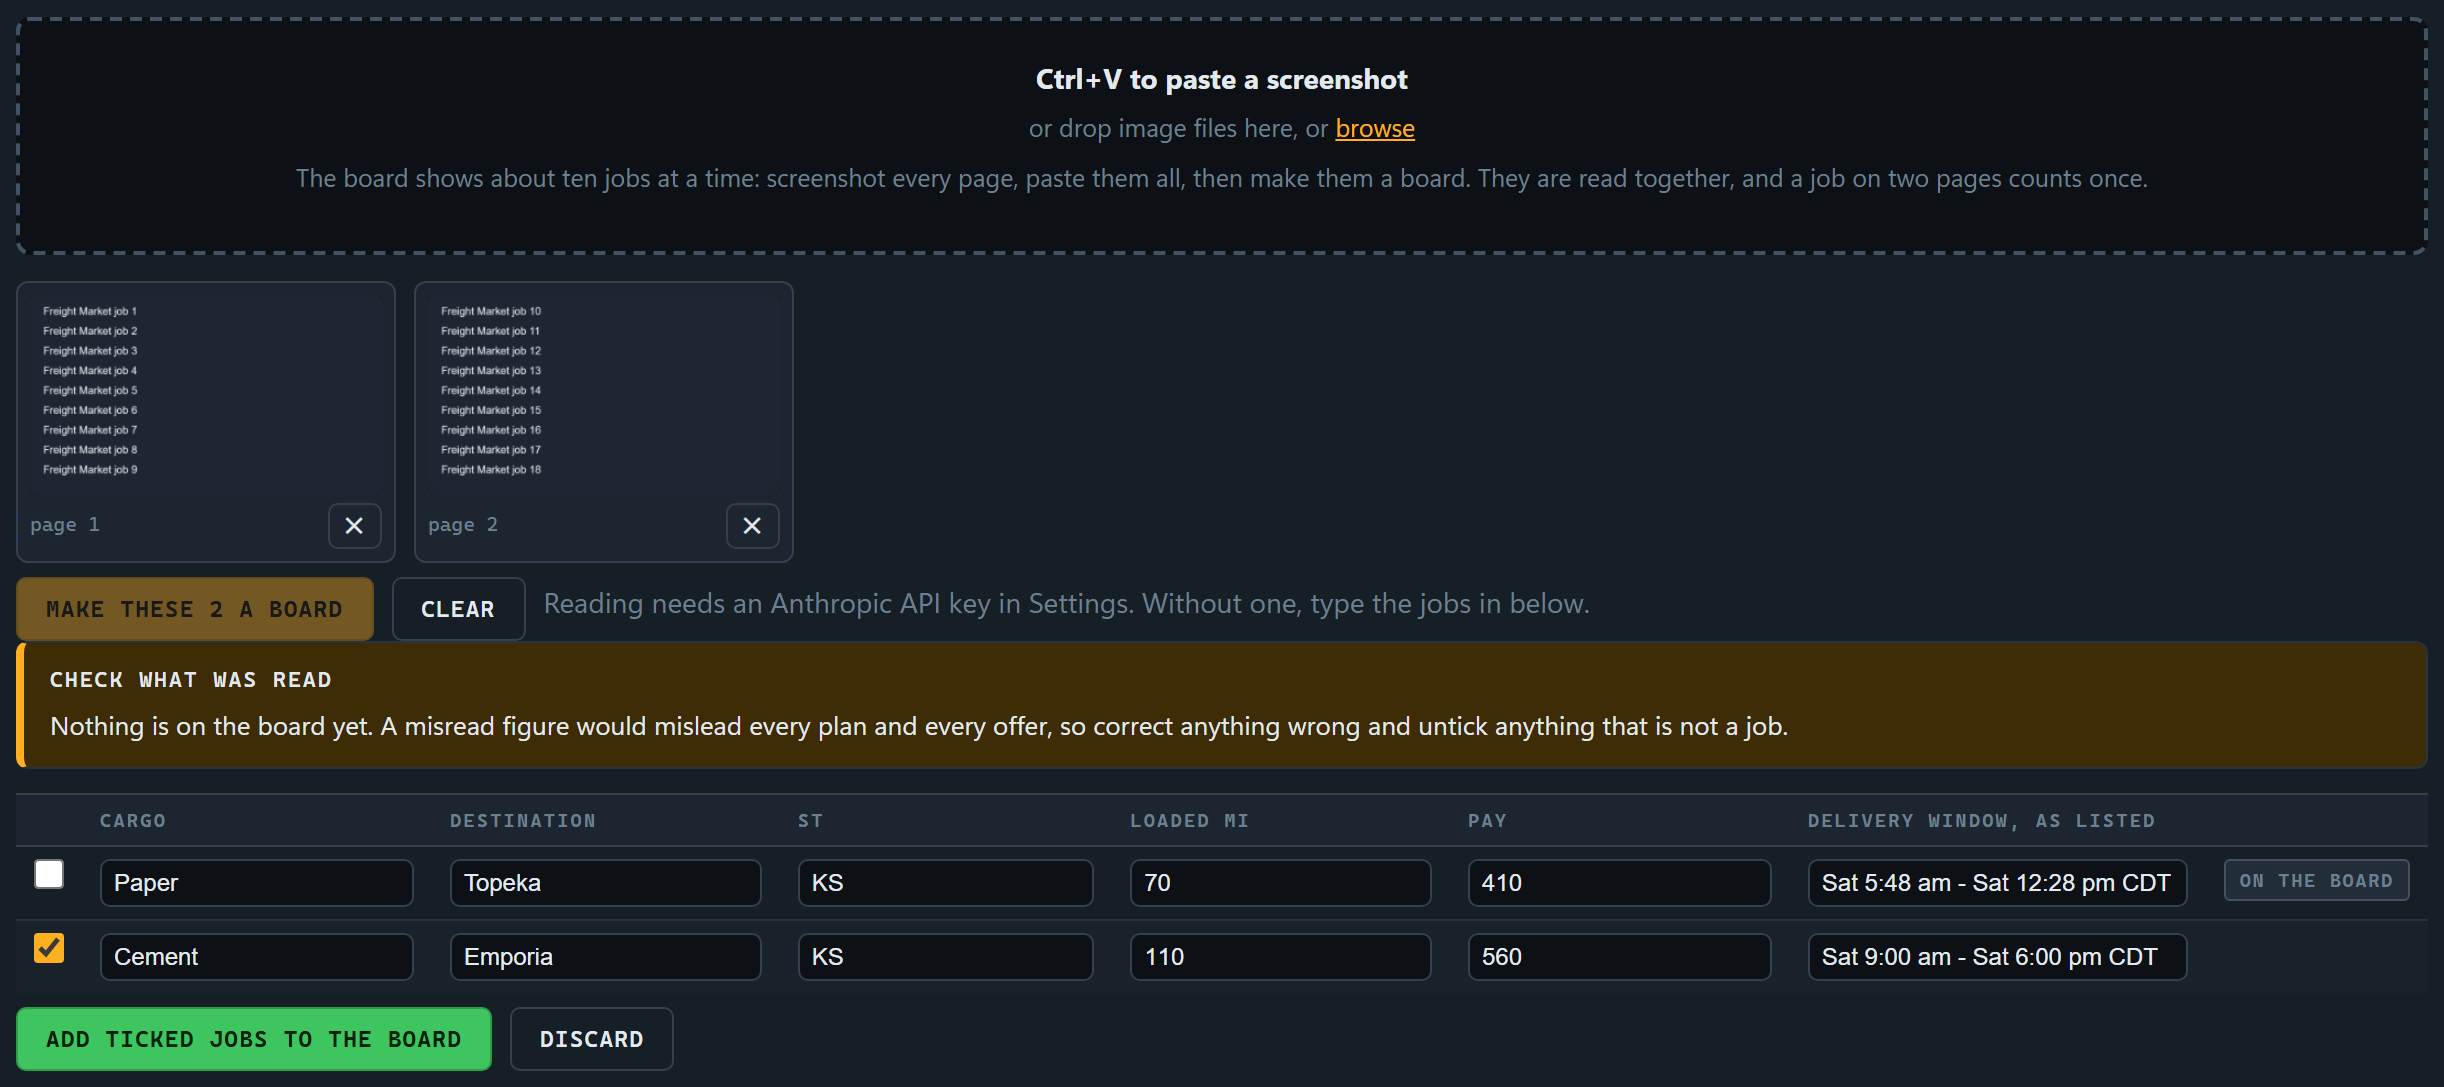 Ctrl+V to paste a screenshot
or drop image files here, or browse
The board shows about ten jobs at a time: screenshot every page, paste them all, then make them a board. They are read together, and a job on two pages counts once.
Freight Market job 1
Freight Market job 2
Freight Market job 3
Freight Market job 4
Freight Market job 5
Freight Market job 6
Freight Market job 7
Freight Market job 8
Freight Market job 9
page 1
Freight Market job 10
Freight Market job 11
Freight Market job 12
Freight Market job 13
Freight Market job 14
Freight Market job 15
Freight Market job 16
Freight Market job 17
Freight Market job 18
page 2
MAKE THESE 2 A BOARD CLEAR Reading needs an Anthropic API key in Settings. Without one, type the jobs in below.
CHECK WHAT WAS READ
Nothing is on the board yet. A misread figure would mislead every plan and every offer, so correct anything wrong and untick anything that is not a job.
CARGO DESTINATION ST LOADED MI PAY DELIVERY WINDOW, AS LISTED
Paper Topeka KS 70 410 Sat 5:48 am - Sat 12:28 pm CDT ON THE BOARD
Cement Emporia KS 110 560 Sat 9:00 am - Sat 6:00 pm CDT
ADD TICKED JOBS TO THE BOARD DISCARD